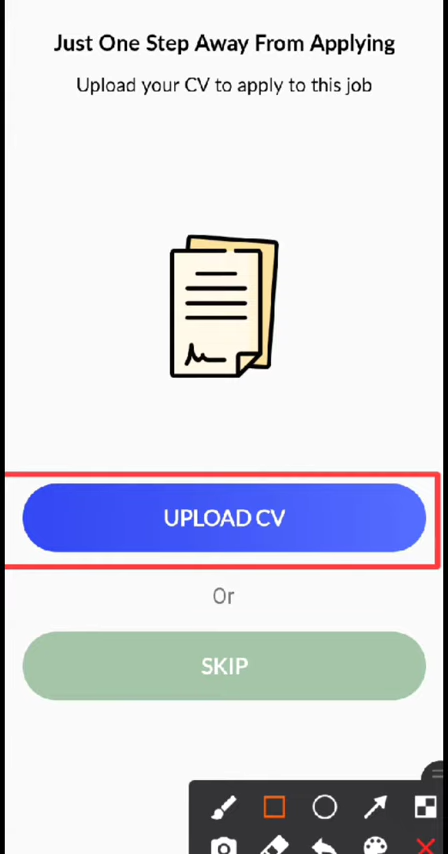 Just One Step Away From Applying
Upload your CV to apply to this job
UPLOAD CV
Or
SKIP